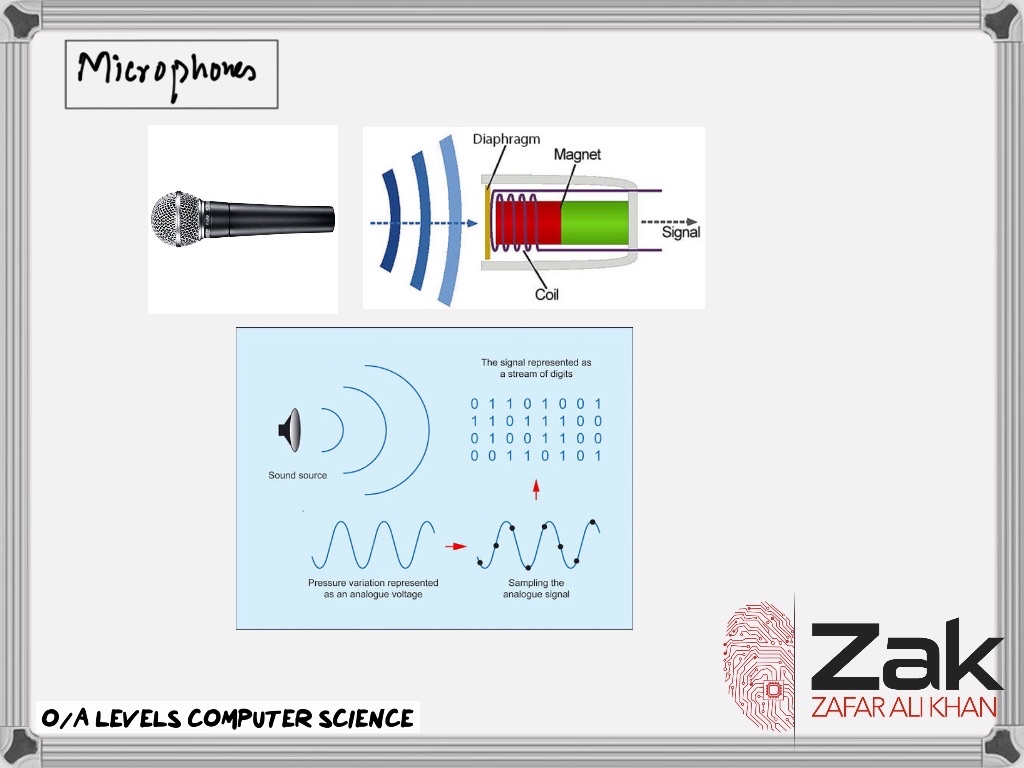 Microphones
Diaphragm
Magnet
Signal
Coil
The signal represented as
a stream of digits
0 1 1 0 1 0 0 1
1 1 0 1 1 1 0 0
0 1 0 0 1 1 0 0
0 0 1 1 0 1 0 1
Sound source
Pressure variation represented
as an analogue voltage
Sampling the
analogue signal
Zak
ZAFAR ALI KHAN
O/A LEVELS COMPUTER SCIENCE